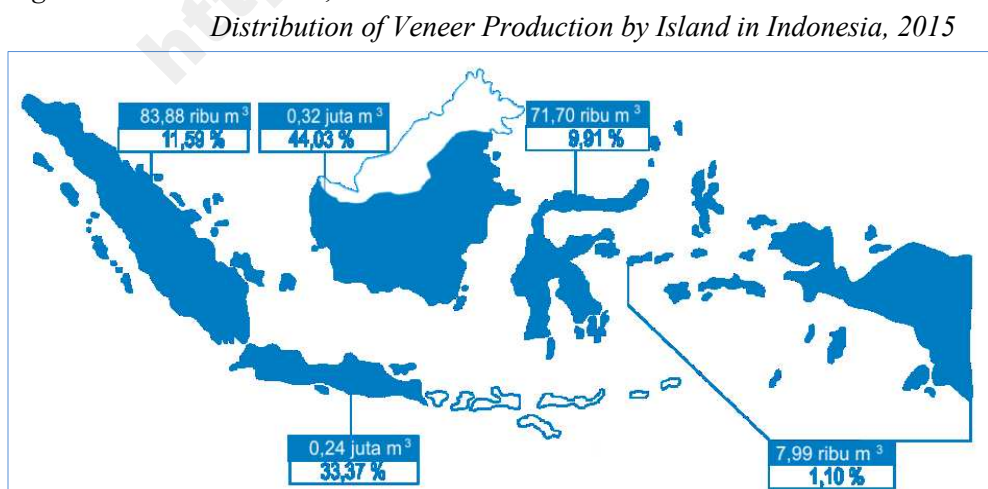 Distribution of Veneer Production by Island in Indonesia, 2015
83,88 ribu m³
11,59 %
0,32 juta m³
44,03 %
71,70 ribu m³
9,91 %
0,24 juta m³
33,37 %
7,99 ribu m³
1,10 %